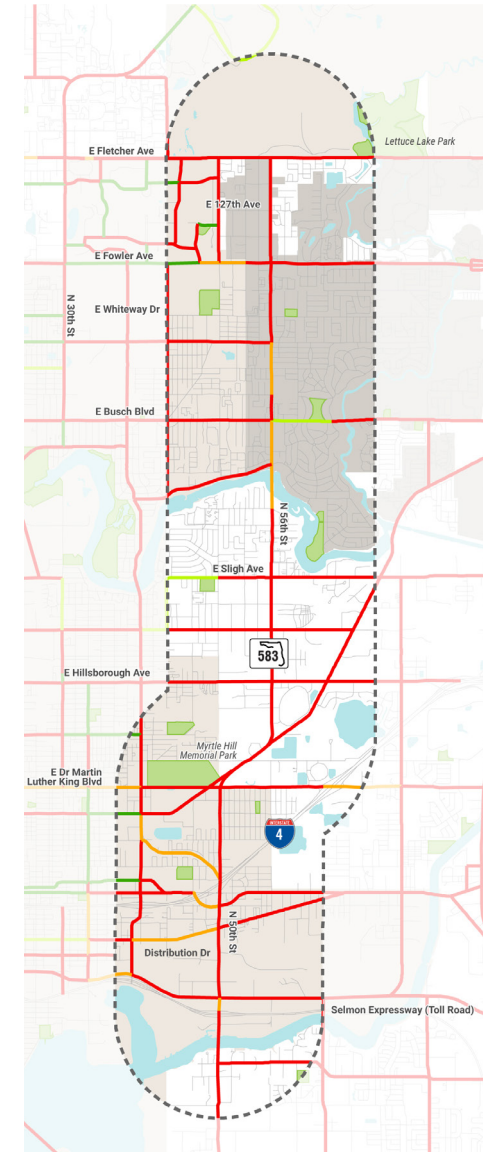 Lettuce Lake Park
E Fletcher Ave
E 127th Ave
E Fowler Ave
N 30th St
E Whiteway Dr
E Busch Blvd
N 56th St
E Sligh Ave
583
E Hillsborough Ave
Myrtle Hill
Memorial Park
E Dr Martin
Luther King Blvd
INTERSTATE
4
N 50th St
Distribution Dr
Selmon Expressway (Toll Road)